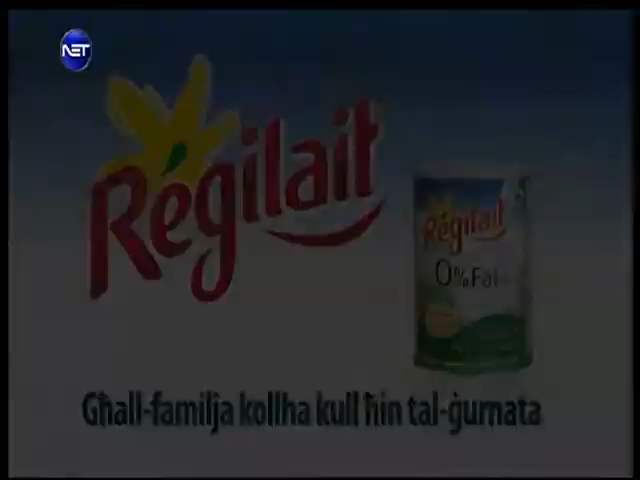 NET
Régilait
Régilait
0% Fat
Għall-familja kollha kull ħin tal-ġurnata